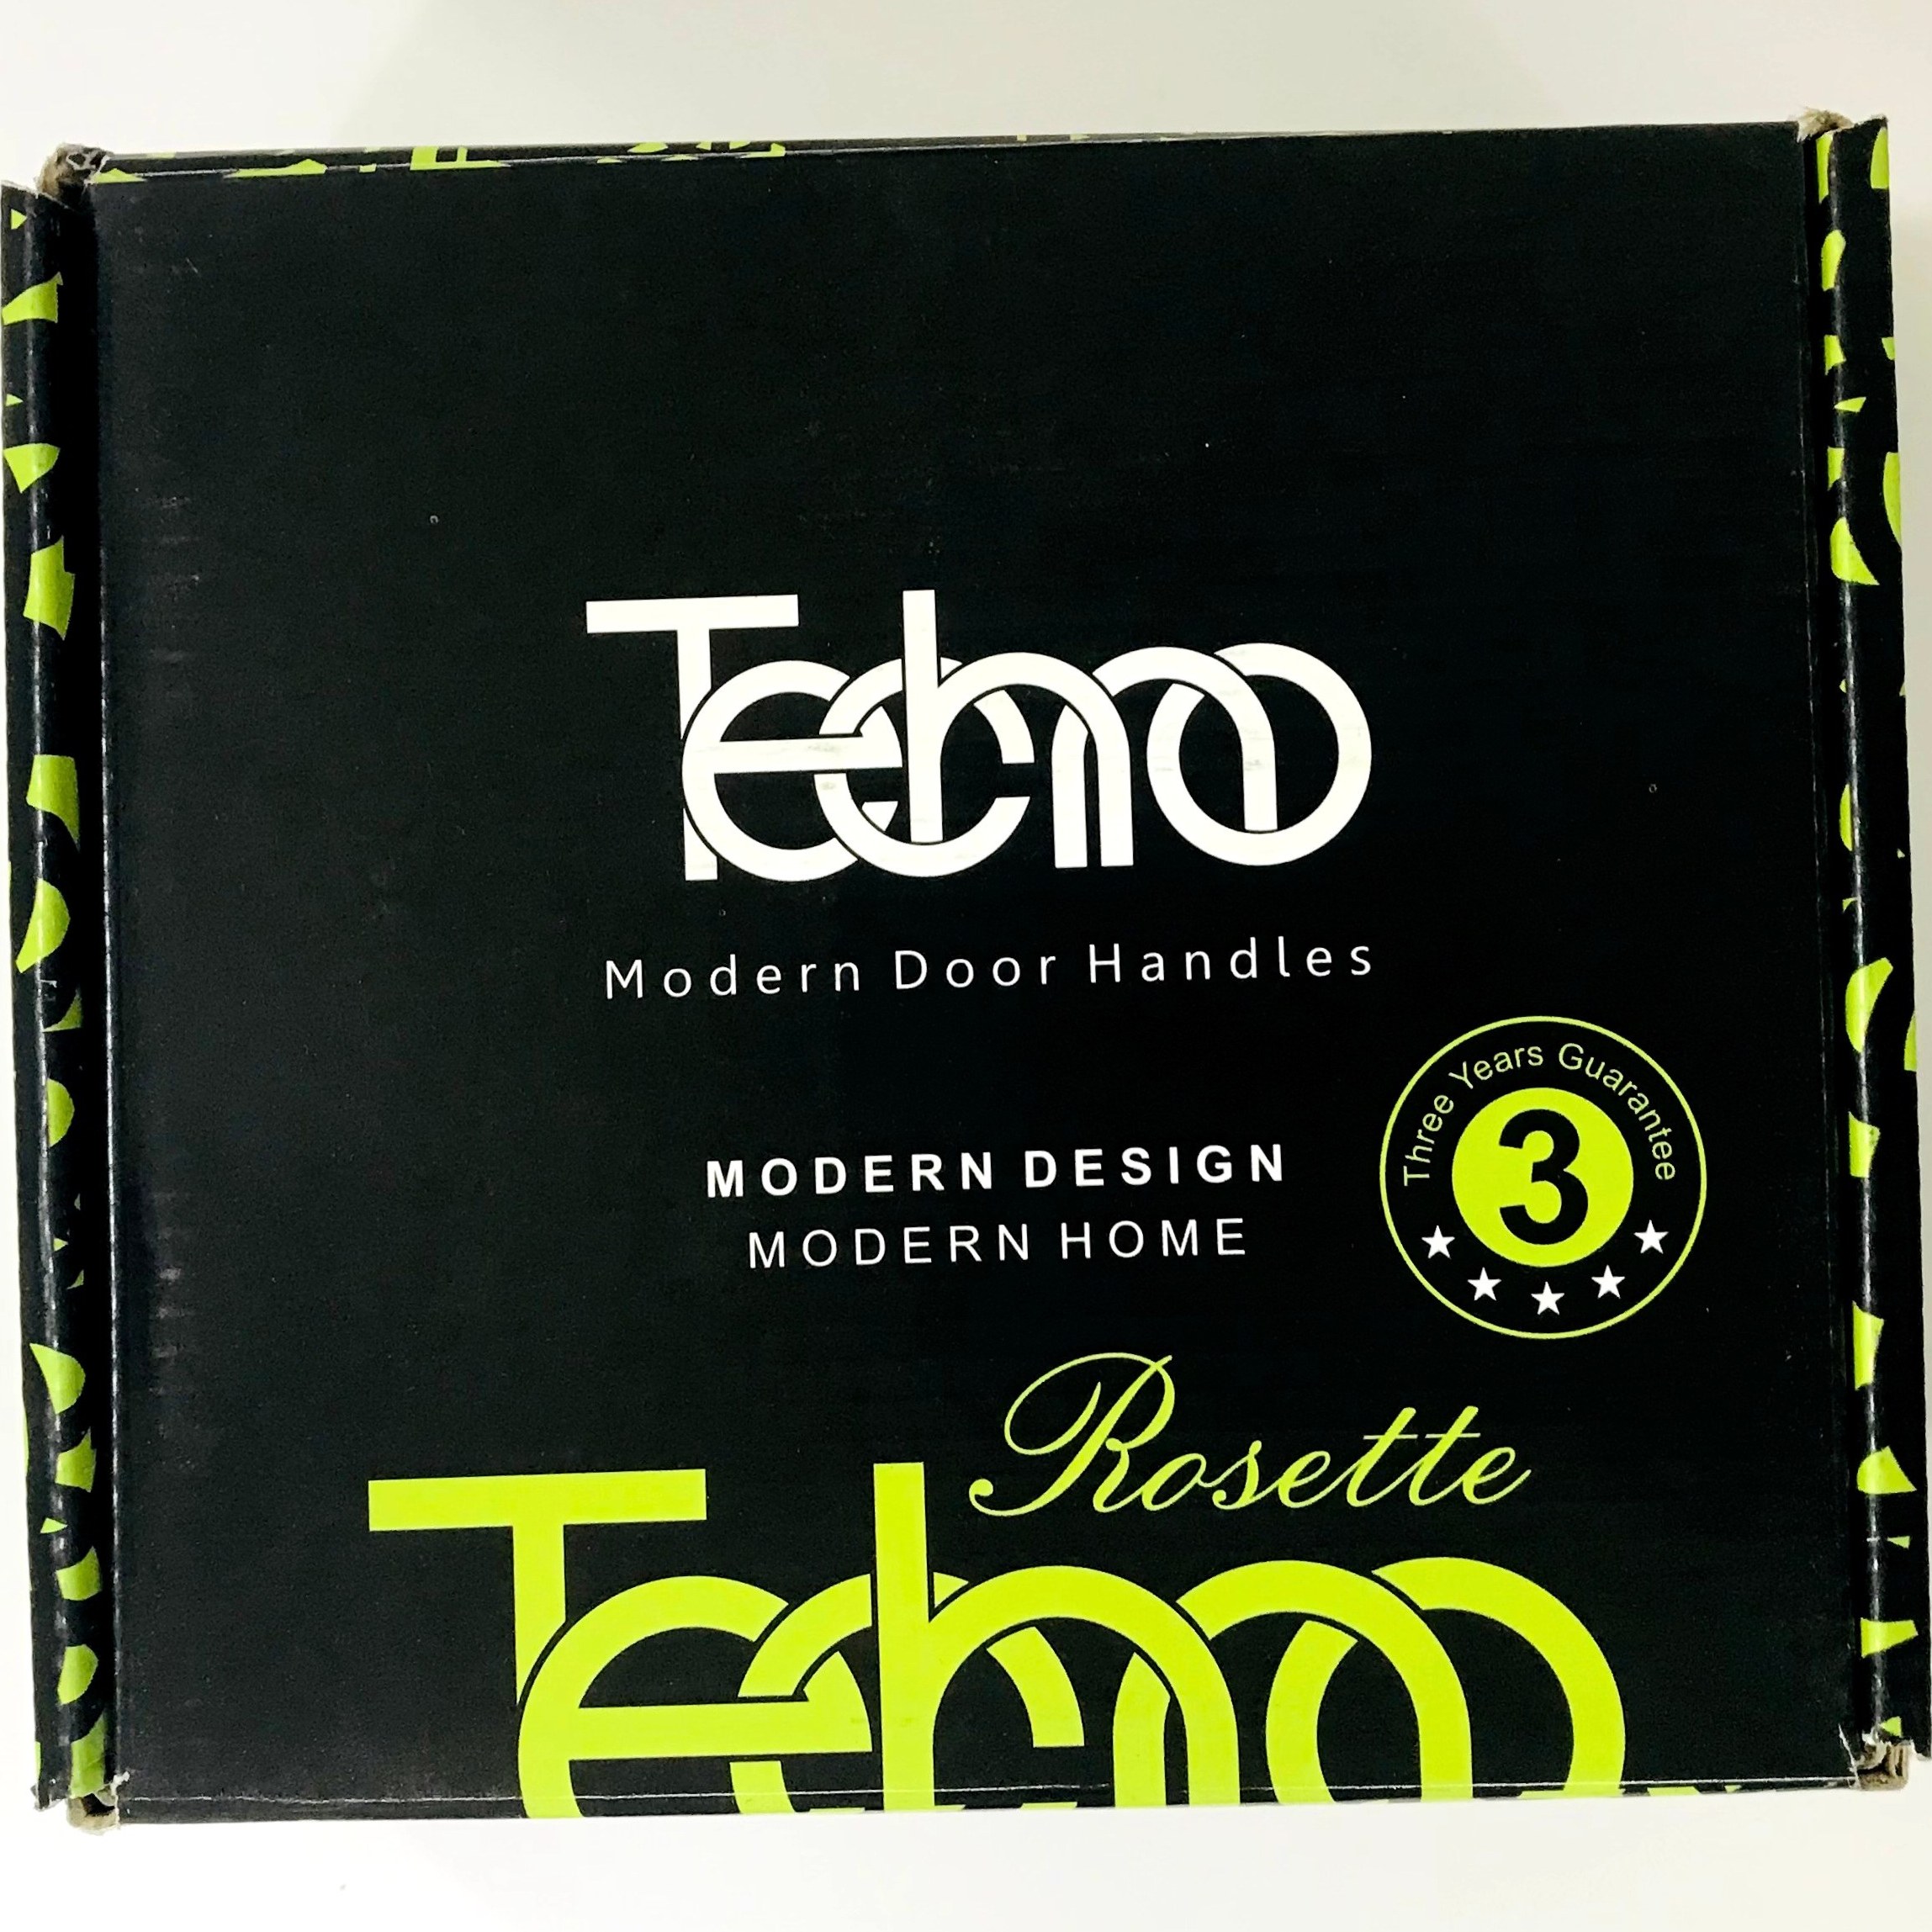 Techno
Modern Door Handles
Three Years Guarantee
3
MODERN DESIGN
MODERN HOME
Rosette
Techno